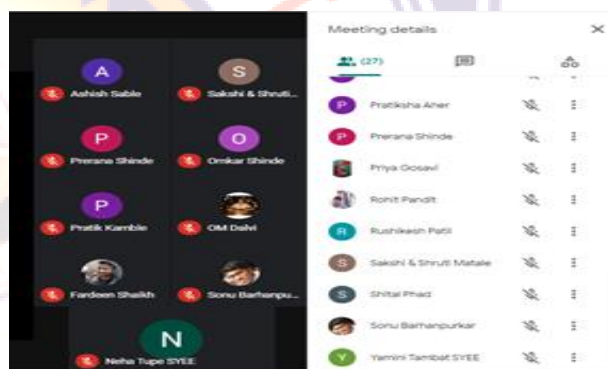 A
S
Ashish Sable
Sakshi & Shruti...
P
O
Prerana Shinde
Omkar Shinde
P
Pratik Kamble
OM Dalvi
Fardeen Shaikh
Sonu Barhanpu...
N
Neha Tupe SYEE
Meeting details
(27)
P Pratiksha Aher
P Prerana Shinde
Priya Gosavi
Rohit Pandit
R Rushikesh Patil
S Sakshi & Shruti Matale
S Shital Phad
Sonu Barhanpurkar
Y Yamini Tambat SYEE